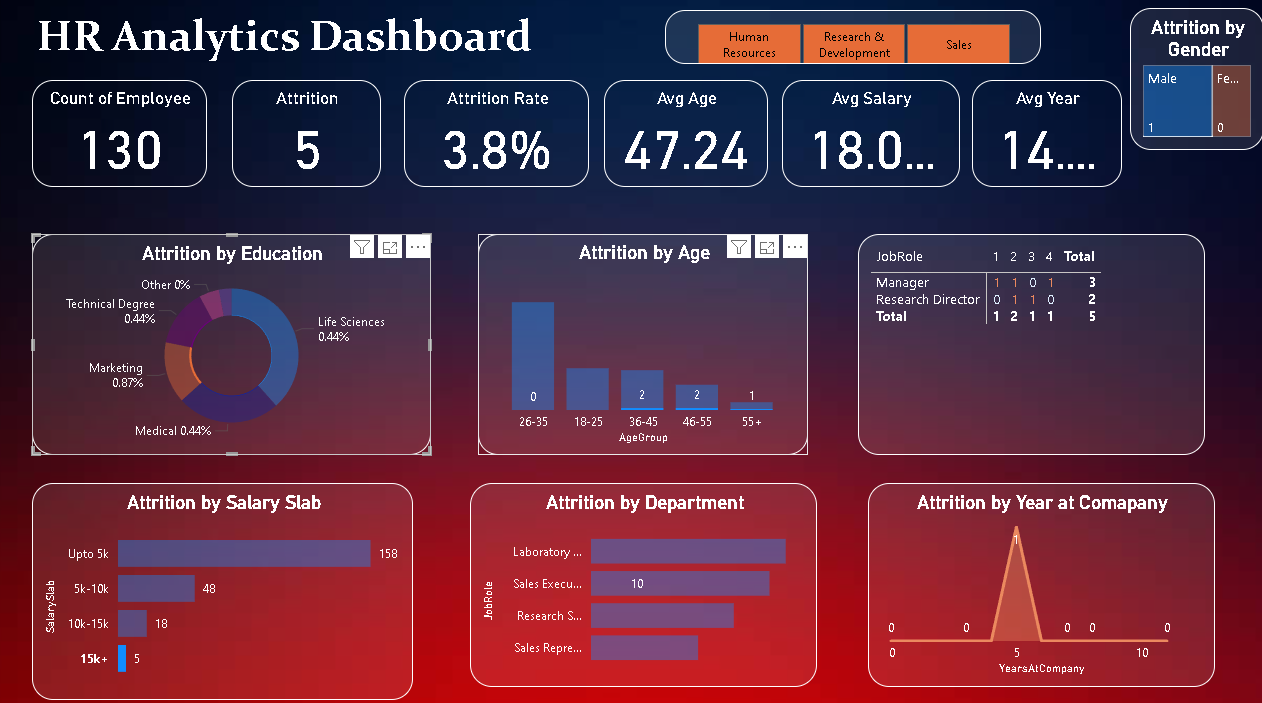 HR Analytics Dashboard
Human
Resources
Research &
Development
Sales
Attrition by
Gender
Male
Fe...
1
0
Count of Employee
130
Attrition
5
Attrition Rate
3.8%
Avg Age
47.24
Avg Salary
18.0...
Avg Year
14....
Attrition by Education
Other 0%
Technical Degree
0.44%
Life Sciences
0.44%
Marketing
0.87%
Medical 0.44%
Attrition by Age
0
2
2
1
26-35
18-25
36-45
46-55
55+
AgeGroup
JobRole 1 2 3 4 Total
Manager 1 1 0 1 3
Research Director 0 1 1 0 2
Total 1 2 1 1 5
Attrition by Salary Slab
SalarySlab
Upto 5k 158
5k-10k 48
10k-15k 18
15k+ 5
Attrition by Department
JobRole
Laboratory ...
Sales Execu... 10
Research S...
Sales Repre...
Attrition by Year at Comapany
1
0 0 0 0 0
0 5 10
YearsAtCompany